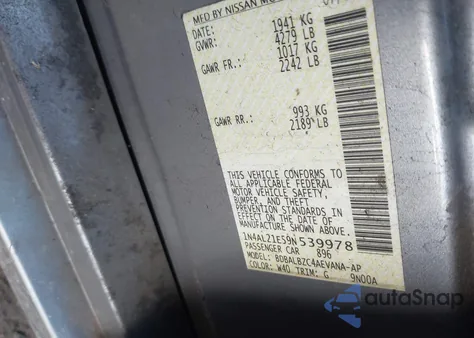 MFD BY NISSAN
DATE: 1941 KG
GVWR: 4279 LB
1017 KG
GAWR FR.: 2242 LB
993 KG
GAWR RR.: 2189 LB
THIS VEHICLE CONFORMS TO
ALL APPLICABLE FEDERAL
MOTOR VEHICLE SAFETY,
BUMPER, AND THEFT
PREVENTION STANDARDS IN
EFFECT ON THE DATE OF
MANUFACTURE SHOWN ABOVE.
1N4AL21E59N539978
PASSENGER CAR 896
BDBALBZC4AEVANA-AP
COLOR: W40 TRIM: G 9N00A
autoSnap